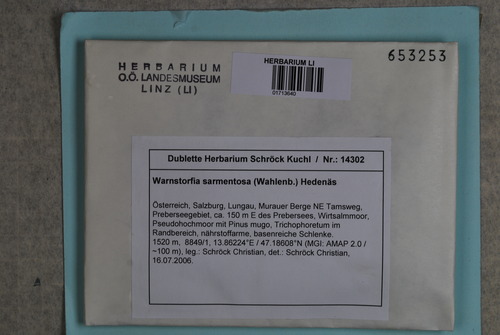 653253
HERBARIUM
O.Ö. LANDESMUSEUM
LINZ (LI)
HERBARIUM LI
01713640
Dublette Herbarium Schröck Kuchl / Nr.: 14302
Warnstorfia sarmentosa (Wahlenb.) Hedenäs
Österreich, Salzburg, Lungau, Murauer Berge NE Tamsweg,
Preberseegebiet, ca. 150 m E des Prebersees, Wirtsalmmoor,
Pseudohochmoor mit Pinus mugo, Trichophoretum im
Randbereich, nährstoffarme, basenreiche Schlenke.
1520 m, 8849/1, 13.86224°E / 47.18608°N (MGI: AMAP 2.0 /
~100 m), leg.: Schröck Christian, det.: Schröck Christian,
16.07.2006.